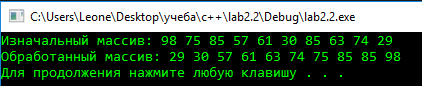 C:\Users\Leone\Desktop\учеба\c++\lab2.2\Debug\lab2.2.exe
Изначальный массив: 98 75 85 57 61 30 85 63 74 29
Обработанный массив: 29 30 57 61 63 74 75 85 85 98
Для продолжения нажмите любую клавишу . . .